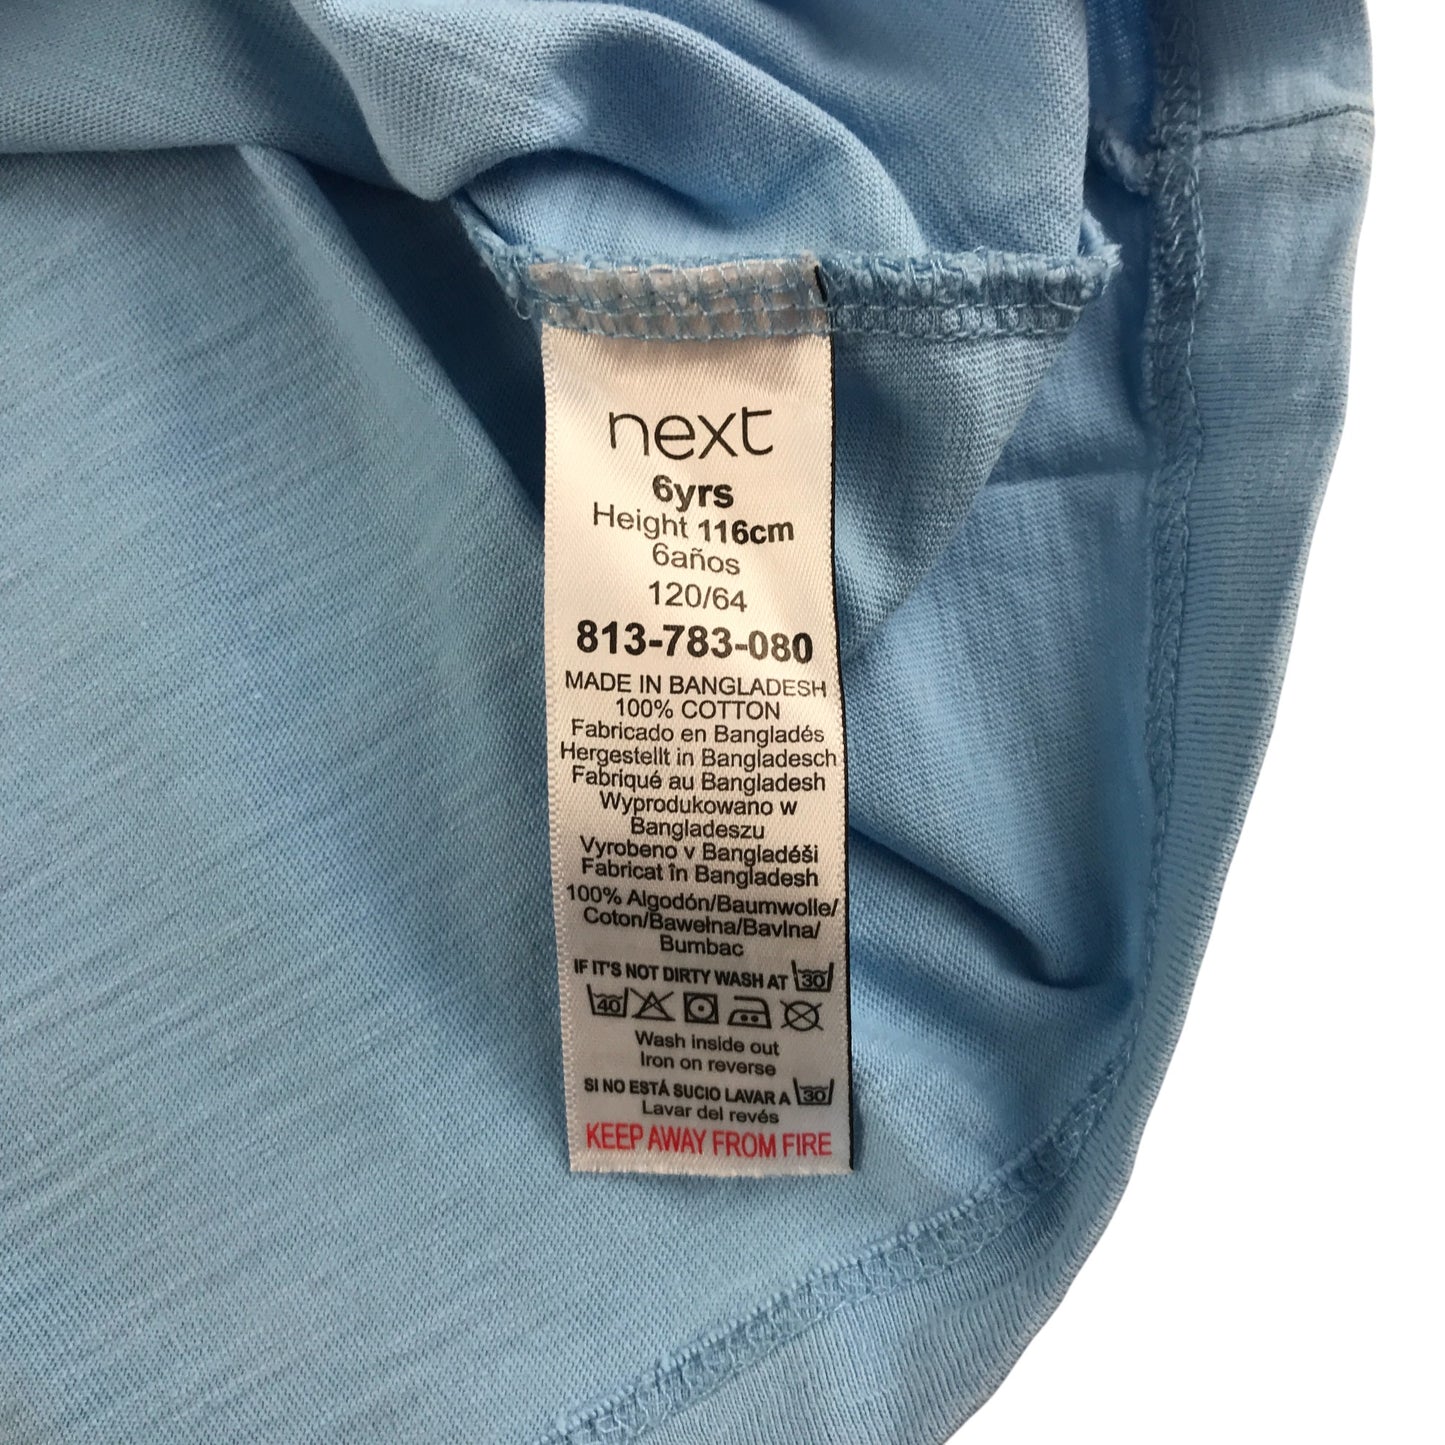 next
6yrs
Height 116cm
6años
120/64
813-783-080
MADE IN BANGLADESH
100% COTTON
Fabricado en Bangladés
Hergestellt in Bangladesch
Fabriqué au Bangladesh
Wyprodukowano w
Bangladeszu
Vyrobeno v Bangladéši
Fabricat în Bangladesh
100% Algodón/Baumwolle/
Coton/Bawełna/Bavlna/
Bumbac
IF IT'S NOT DIRTY WASH AT 30
40
Wash inside out
Iron on reverse
SI NO ESTÁ SUCIO LAVAR A 30
Lavar del revés
KEEP AWAY FROM FIRE